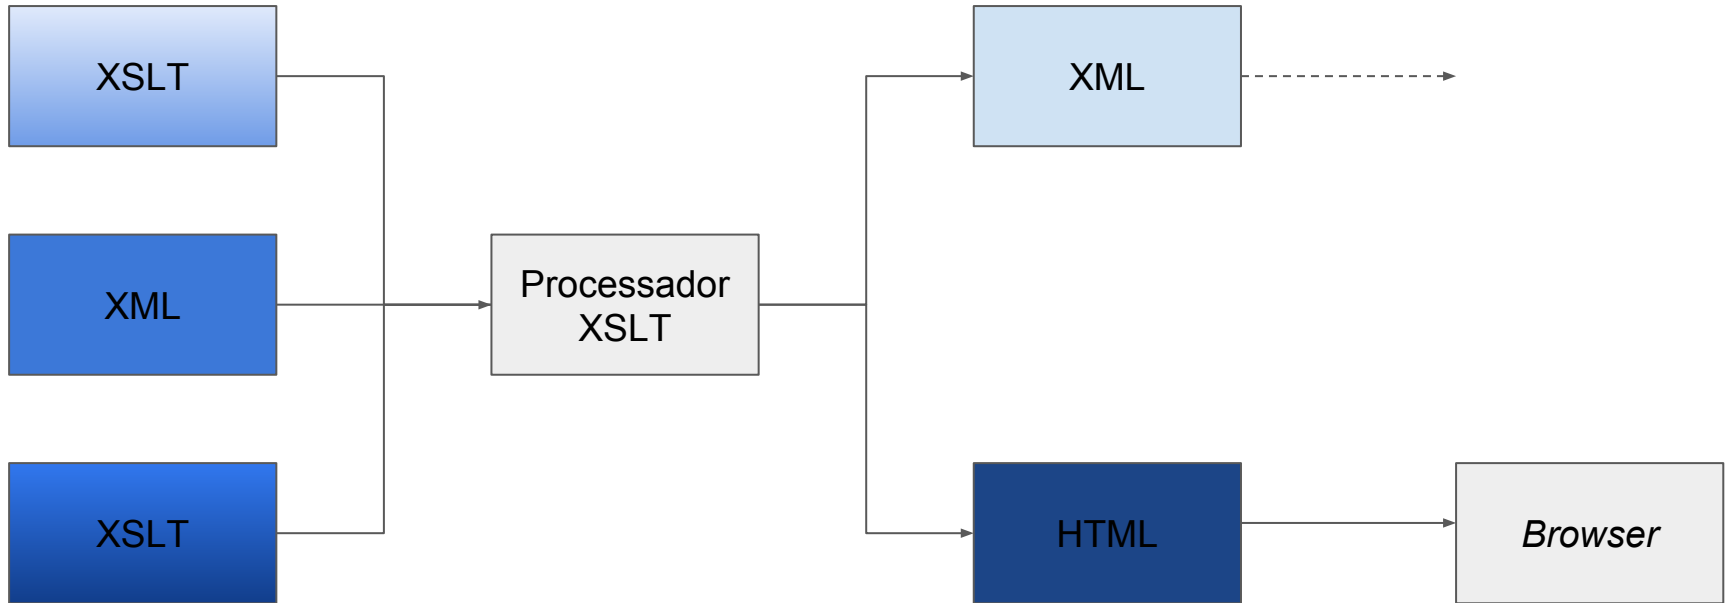 XSLT
XML
XML
Processador
XSLT
XSLT
HTML
Browser